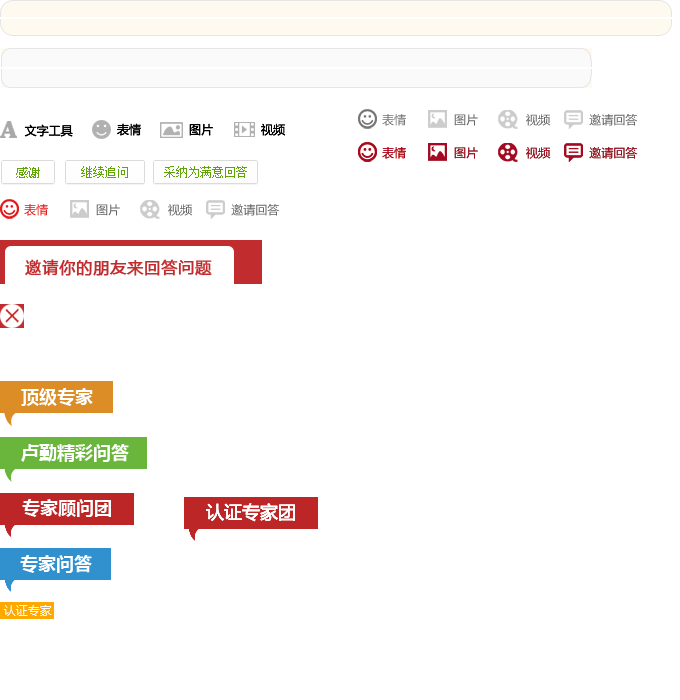 表情 图片 视频 邀请回答
文字工具 表情 图片 视频
表情 图片 视频 邀请回答
感谢 继续追问 采纳为满意回答
表情 图片 视频 邀请回答
邀请你的朋友来回答问题
顶级专家
卢勤精彩问答
专家顾问团
认证专家团
专家问答
认证专家